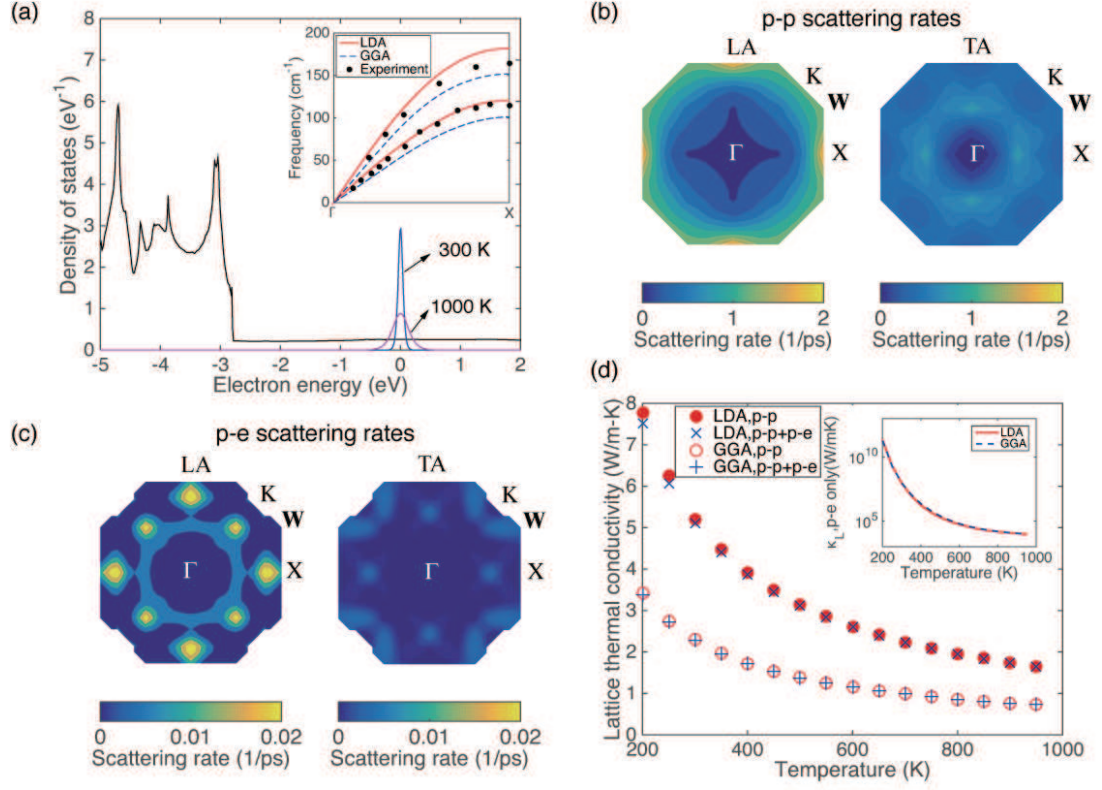 (a)
8
7
6
5
4
3
2
1
0
Density of states (eV⁻¹)
-5 -4 -3 -2 -1 0 1 2
Electron energy (eV)
300 K
1000 K
200
150
100
50
0
Frequency (cm⁻¹)
LDA
GGA
Experiment
Γ X
(b) p-p scattering rates
LA TA
K K
W W
Γ X Γ X
0 1 2 0 1 2
Scattering rate (1/ps) Scattering rate (1/ps)
(c) p-e scattering rates
LA TA
K K
W W
Γ X Γ X
0 0.01 0.02 0 0.01 0.02
Scattering rate (1/ps) Scattering rate (1/ps)
(d)
8
7
6
5
4
3
2
1
0
Lattice thermal conductivity (W/m-K)
LDA,p-p
LDA,p-p+p-e
GGA,p-p
GGA,p-p+p-e
200 400 600 800 1000
Temperature (K)
κL,p-e only(W/mK)
10¹⁰
10⁵
LDA
GGA
200 400 600 800 1000
Temperature (K)